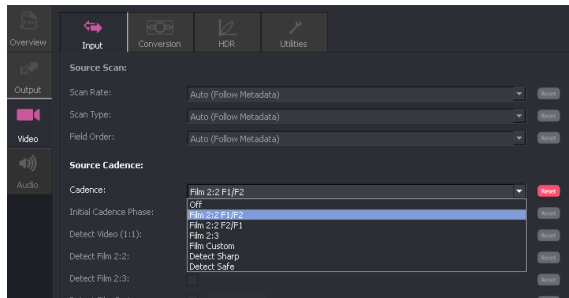 Overview
Input
Conversion
HDR
Utilities
Source Scan:
Output
Scan Rate:
Auto (Follow Metadata)
Reset
Scan Type:
Auto (Follow Metadata)
Reset
Video
Field Order:
Auto (Follow Metadata)
Reset
Source Cadence:
Audio
Cadence:
Film 2:2 F1/F2
Reset
Off
Initial Cadence Phase:
Film 2:2 F1/F2
Reset
Film 2:2 F2/F1
Detect Video (1:1):
Film 2:3
Reset
Film Custom
Detect Film 2:2:
Detect Sharp
Reset
Detect Safe
Detect Film 2:3:
Reset